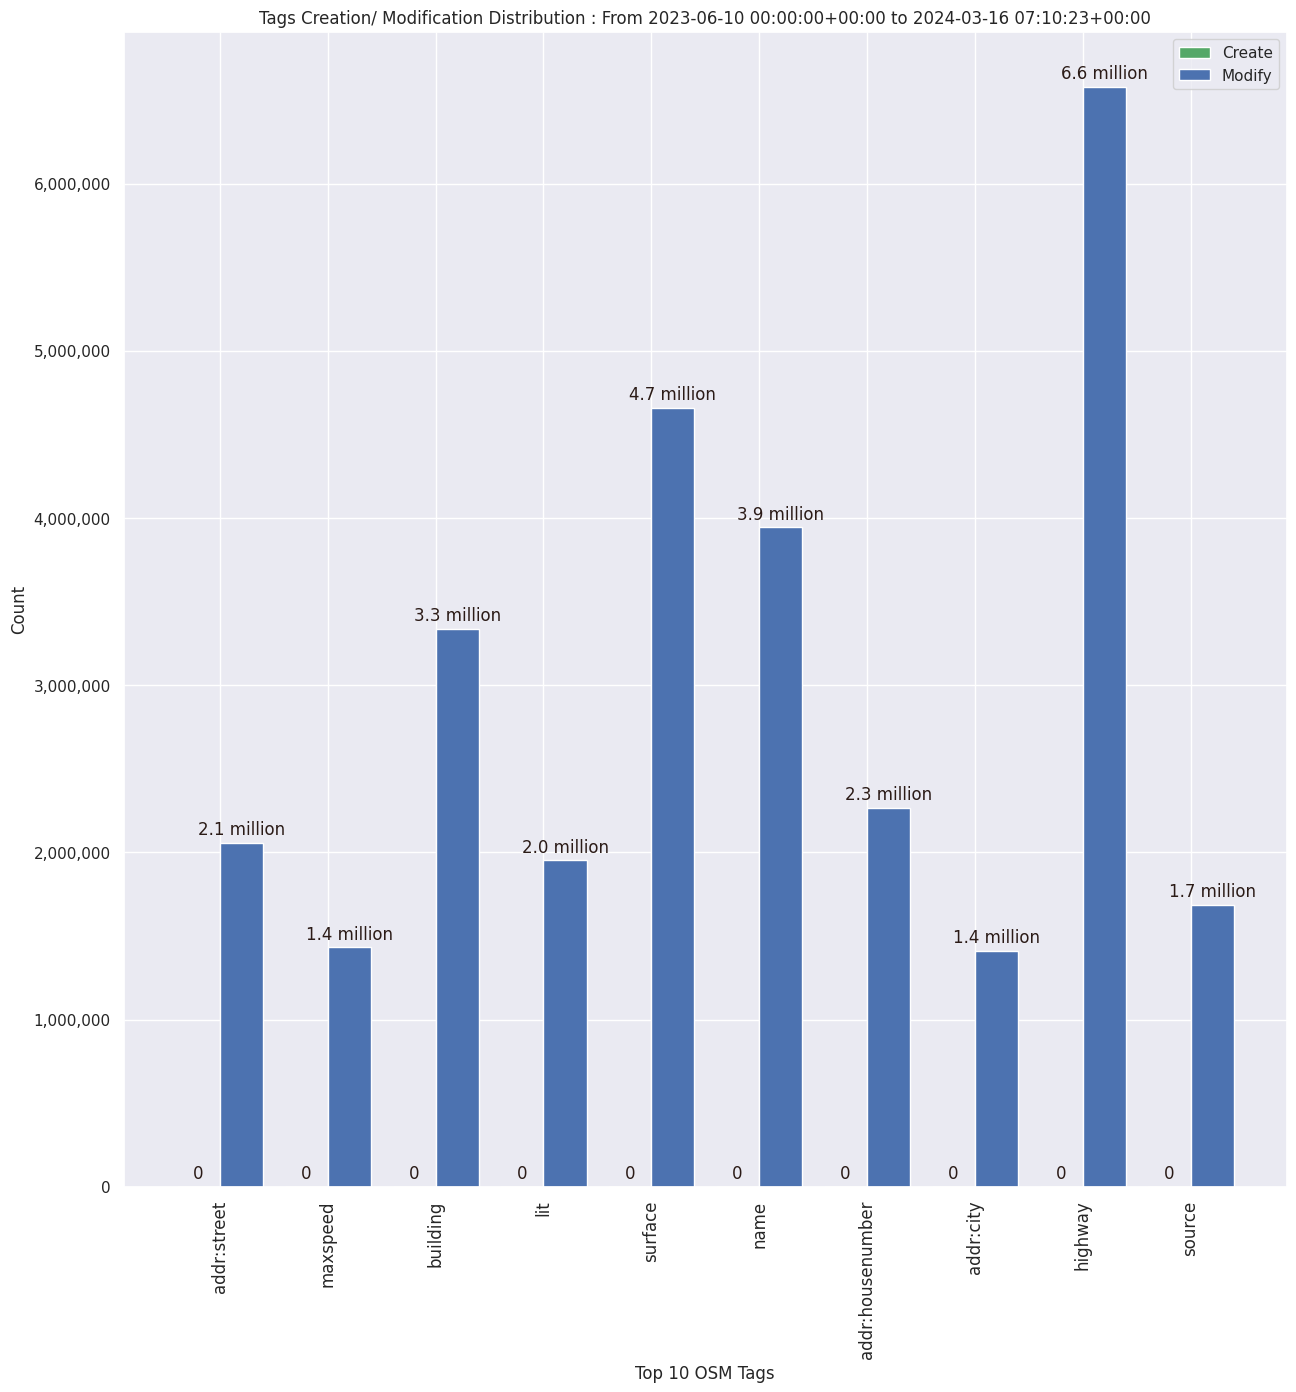 Tags Creation/ Modification Distribution : From 2023-06-10 00:00:00+00:00 to 2024-03-16 07:10:23+00:00
Create
Modify
6.6 million
4.7 million
3.9 million
3.3 million
2.3 million
2.1 million
2.0 million
1.7 million
1.4 million
1.4 million
0
0
0
0
0
0
0
0
0
0
6,000,000
5,000,000
4,000,000
3,000,000
2,000,000
1,000,000
0
Count
addr:street
maxspeed
building
lit
surface
name
addr:housenumber
addr:city
highway
source
Top 10 OSM Tags